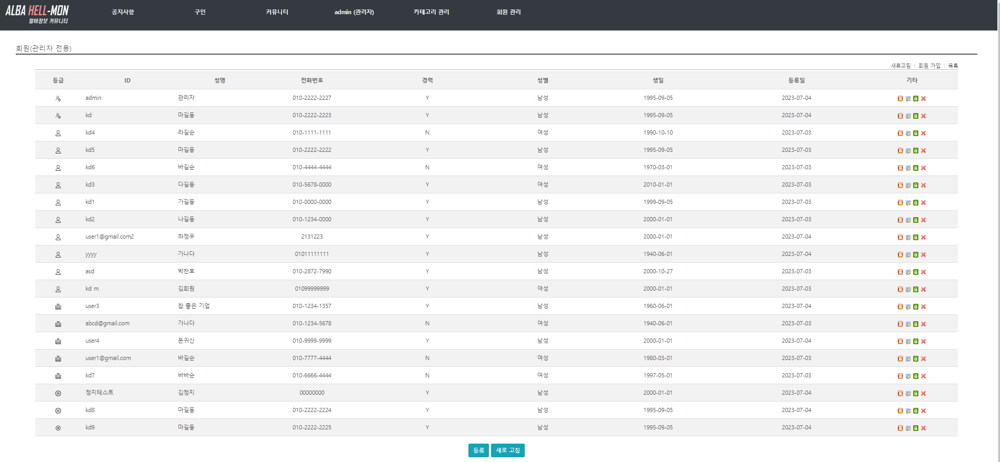 ALBA HELL-MON
알바정보 커뮤니티
공지사항 구인 커뮤니티 admin (관리자) 카테고리 관리 회원 관리
회원(관리자 전용)
새로고침 | 회원 가입 | 목록
등급 ID 성명 전화번호 경력 성별 생일 등록일 기타
admin 관리자 010-2222-2227 Y 남성 1995-09-05 2023-07-04
kd 마길동 010-2222-2223 Y 남성 1995-09-05 2023-07-04
kd4 라길순 010-1111-1111 N 여성 1990-10-10 2023-07-03
kd5 마길동 010-2222-2222 Y 남성 1995-09-05 2023-07-03
kd6 바길순 010-4444-4444 N 여성 1970-03-01 2023-07-03
kd3 다길동 010-5678-0000 Y 여성 2010-01-01 2023-07-03
kd1 가길동 010-0000-0000 Y 남성 1999-09-05 2023-07-03
kd2 나길동 010-1234-0000 Y 남성 2000-01-01 2023-07-03
user1@gmail.com2 하정우 2131223 Y 남성 2000-01-01 2023-07-04
yyyy 가나다 01011111111 Y 남성 1940-06-01 2023-07-04
asd 박찬호 010-2872-7990 Y 남성 2000-10-27 2023-07-03
kd m 김회원 01099999999 Y 여성 2000-01-01 2023-07-03
user3 참 좋은 기업 010-1234-1357 Y 남성 1960-06-01 2023-07-04
abcd@gmail.com 가나다 010-1234-5678 N 여성 1940-06-01 2023-07-03
user4 돈귀신 010-9999-9999 Y 남성 2000-01-01 2023-07-04
user1@gmail.com 바길순 010-7777-4444 N 여성 1980-03-01 2023-07-03
kd7 바바순 010-6666-4444 N 여성 1997-05-01 2023-07-03
정지테스트 김정지 00000000 Y 남성 2000-01-01 2023-07-04
kd8 마길동 010-2222-2224 Y 남성 1995-09-05 2023-07-04
kd9 마길동 010-2222-2225 Y 남성 1995-09-05 2023-07-04
등록 새로 고침